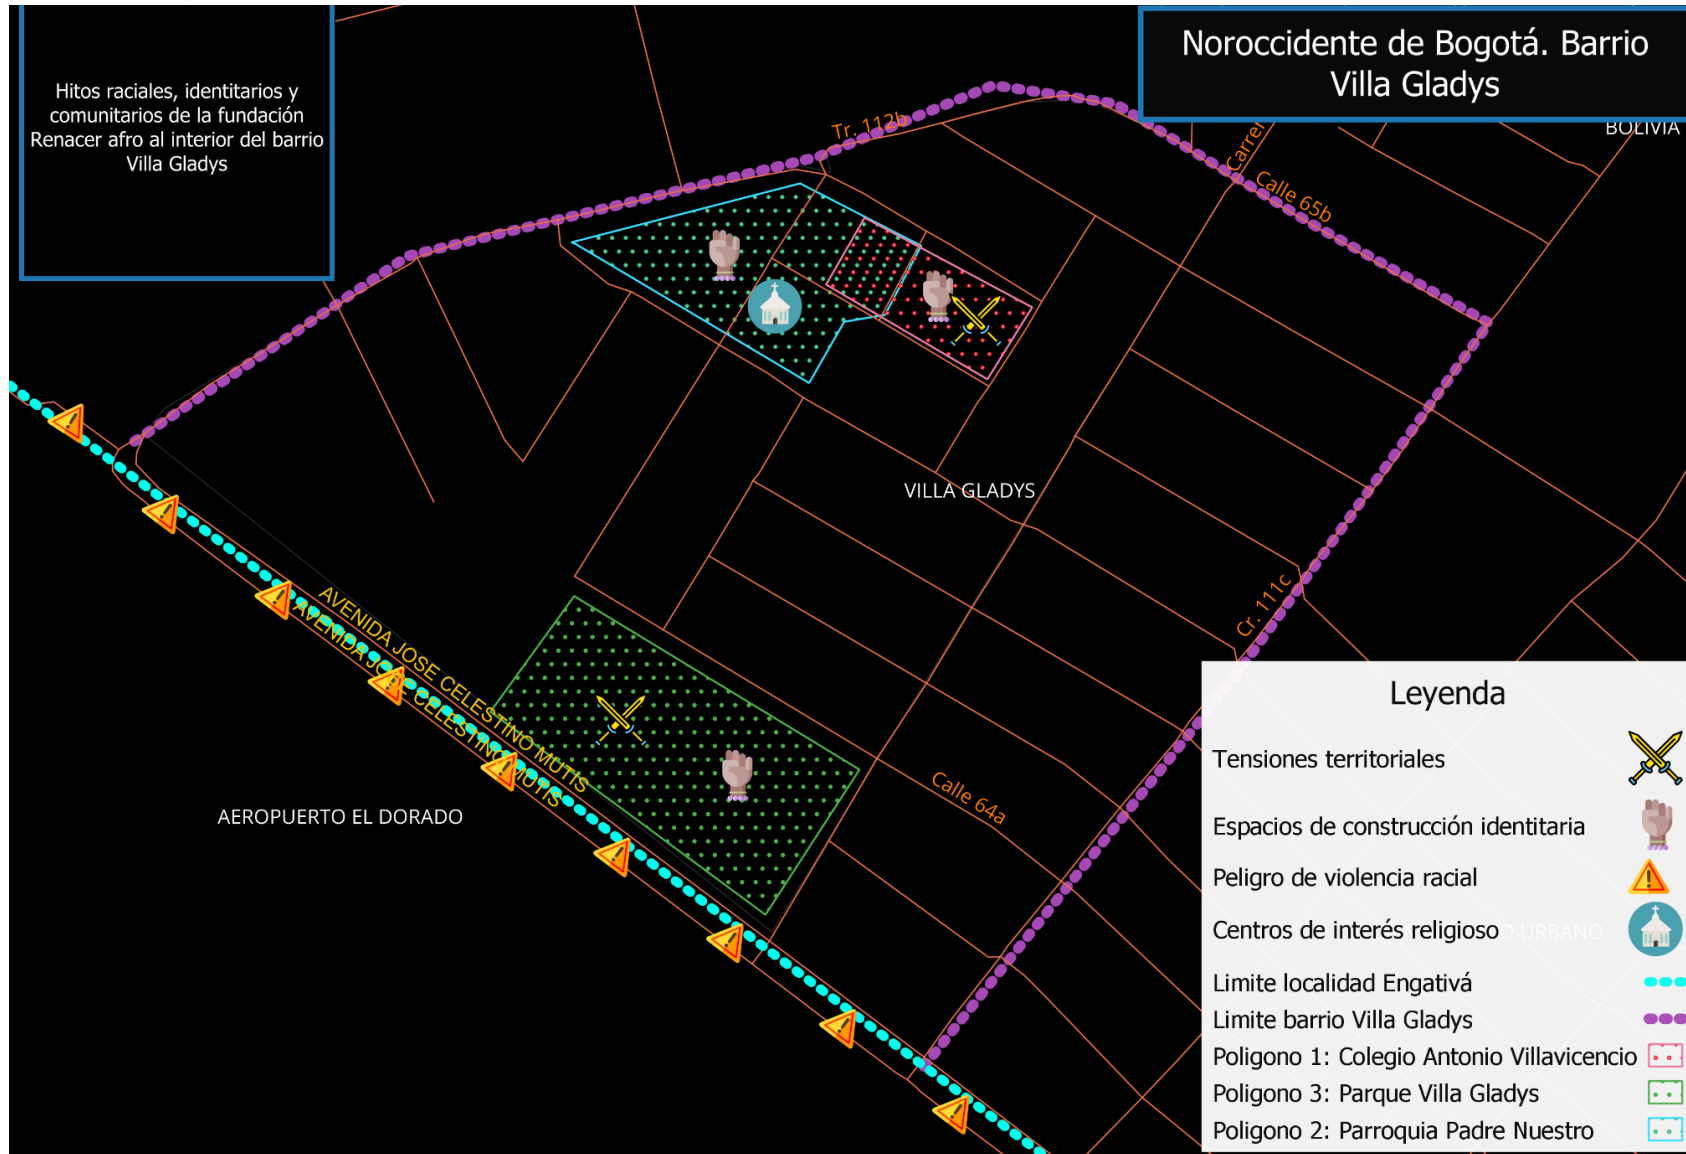 Hitos raciales, identitarios y
comunitarios de la fundación
Renacer afro al interior del barrio
Villa Gladys
Noroccidente de Bogotá. Barrio
Villa Gladys
BOLIVIA
Tr. 112b
Carrer
Calle 65b
VILLA GLADYS
Cr. 111c
AVENIDA JOSE CELESTINO MUTIS
AVENIDA JOSE CELESTINO MUTIS
AEROPUERTO EL DORADO
Calle 64a
Leyenda
Tensiones territoriales
Espacios de construcción identitaria
Peligro de violencia racial
Centros de interés religioso
O URBANO
Limite localidad Engativá
Limite barrio Villa Gladys
Poligono 1: Colegio Antonio Villavicencio
Poligono 3: Parque Villa Gladys
Poligono 2: Parroquia Padre Nuestro